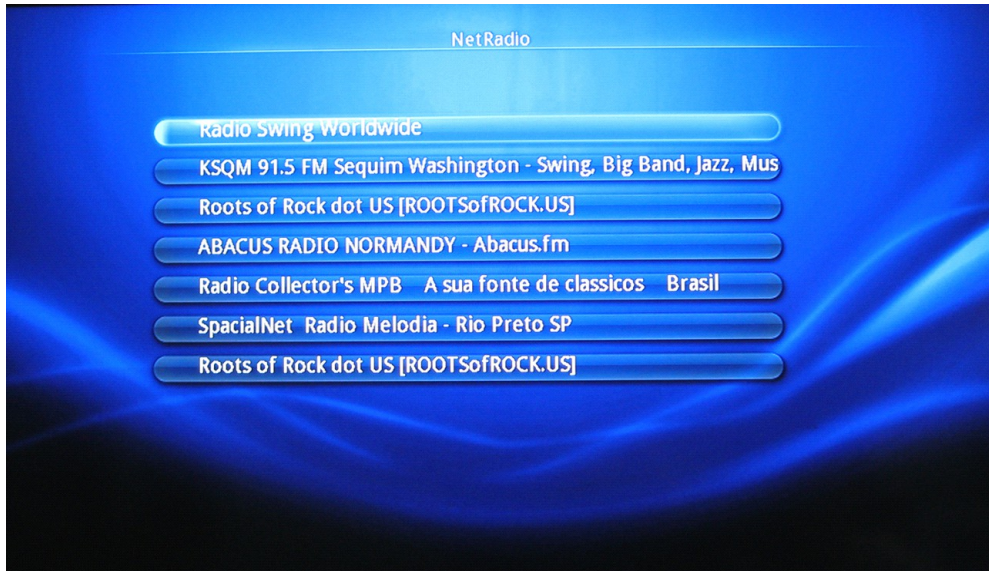 NetRadio
Radio Swing Worldwide
KSQM 91.5 FM Sequim Washington - Swing, Big Band, Jazz, Mus
Roots of Rock dot US [ROOTSofROCK.US]
ABACUS RADIO NORMANDY - Abacus.fm
Radio Collector's MPB A sua fonte de classicos Brasil
SpacialNet Radio Melodia - Rio Preto SP
Roots of Rock dot US [ROOTSofROCK.US]